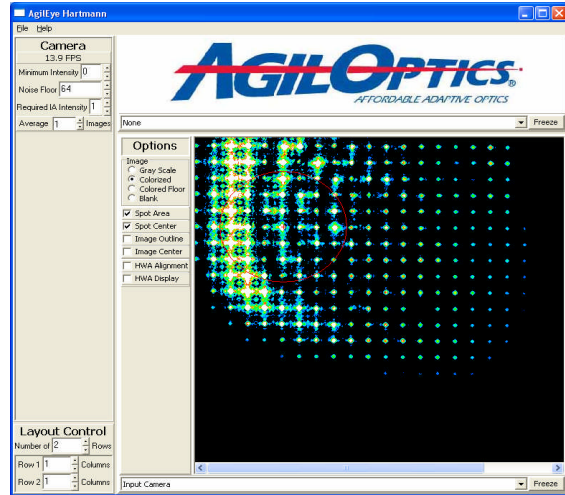 AgilEye Hartmann
File Help
Camera
13.9 FPS
Minimum Intensity 0
Noise Floor 64
Required IA Intensity 1
Average 1 Images
AGILOPTICS®
AFFORDABLE ADAPTIVE OPTICS
None Freeze
Options
Image
Gray Scale
Colorized
Colored Floor
Blank
Spot Area
Spot Center
Image Outline
Image Center
HWA Alignment
HWA Display
Layout Control
Number of 2 Rows
Row 1 1 Columns
Row 2 1 Columns
Input Camera Freeze